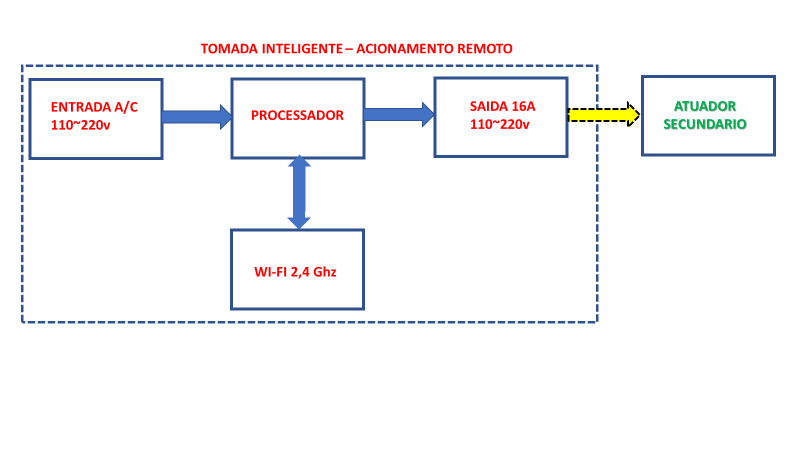 TOMADA INTELIGENTE – ACIONAMENTO REMOTO
ENTRADA A/C
110~220v
PROCESSADOR
SAIDA 16A
110~220v
ATUADOR
SECUNDARIO
WI-FI 2,4 Ghz